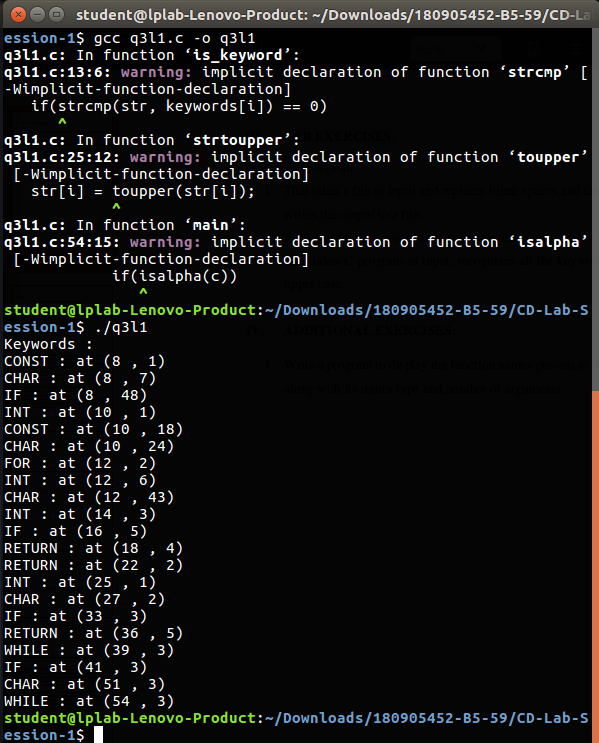 student@lplab-Lenovo-Product: ~/Downloads/180905452-B5-59/CD-La
ession-1$ gcc q3l1.c -o q3l1
q3l1.c: In function ‘is_keyword’:
q3l1.c:13:6: warning: implicit declaration of function ‘strcmp’ [
-Wimplicit-function-declaration]
if(strcmp(str, keywords[i]) == 0)
^
q3l1.c: In function ‘strtoupper’:
q3l1.c:25:12: warning: implicit declaration of function ‘toupper’
[-Wimplicit-function-declaration]
str[i] = toupper(str[i]);
^
q3l1.c: In function ‘main’:
q3l1.c:54:15: warning: implicit declaration of function ‘isalpha’
[-Wimplicit-function-declaration]
if(isalpha(c))
^
student@lplab-Lenovo-Product:~/Downloads/180905452-B5-59/CD-Lab-S
ession-1$ ./q3l1
Keywords :
CONST : at (8 , 1)
CHAR : at (8 , 7)
IF : at (8 , 48)
INT : at (10 , 1)
CONST : at (10 , 18)
CHAR : at (10 , 24)
FOR : at (12 , 2)
INT : at (12 , 6)
CHAR : at (12 , 43)
INT : at (14 , 3)
IF : at (16 , 5)
RETURN : at (18 , 4)
RETURN : at (22 , 2)
INT : at (25 , 1)
CHAR : at (27 , 2)
IF : at (33 , 3)
RETURN : at (36 , 5)
WHILE : at (39 , 3)
IF : at (41 , 3)
CHAR : at (51 , 3)
WHILE : at (54 , 3)
student@lplab-Lenovo-Product:~/Downloads/180905452-B5-59/CD-Lab-S
ession-1$